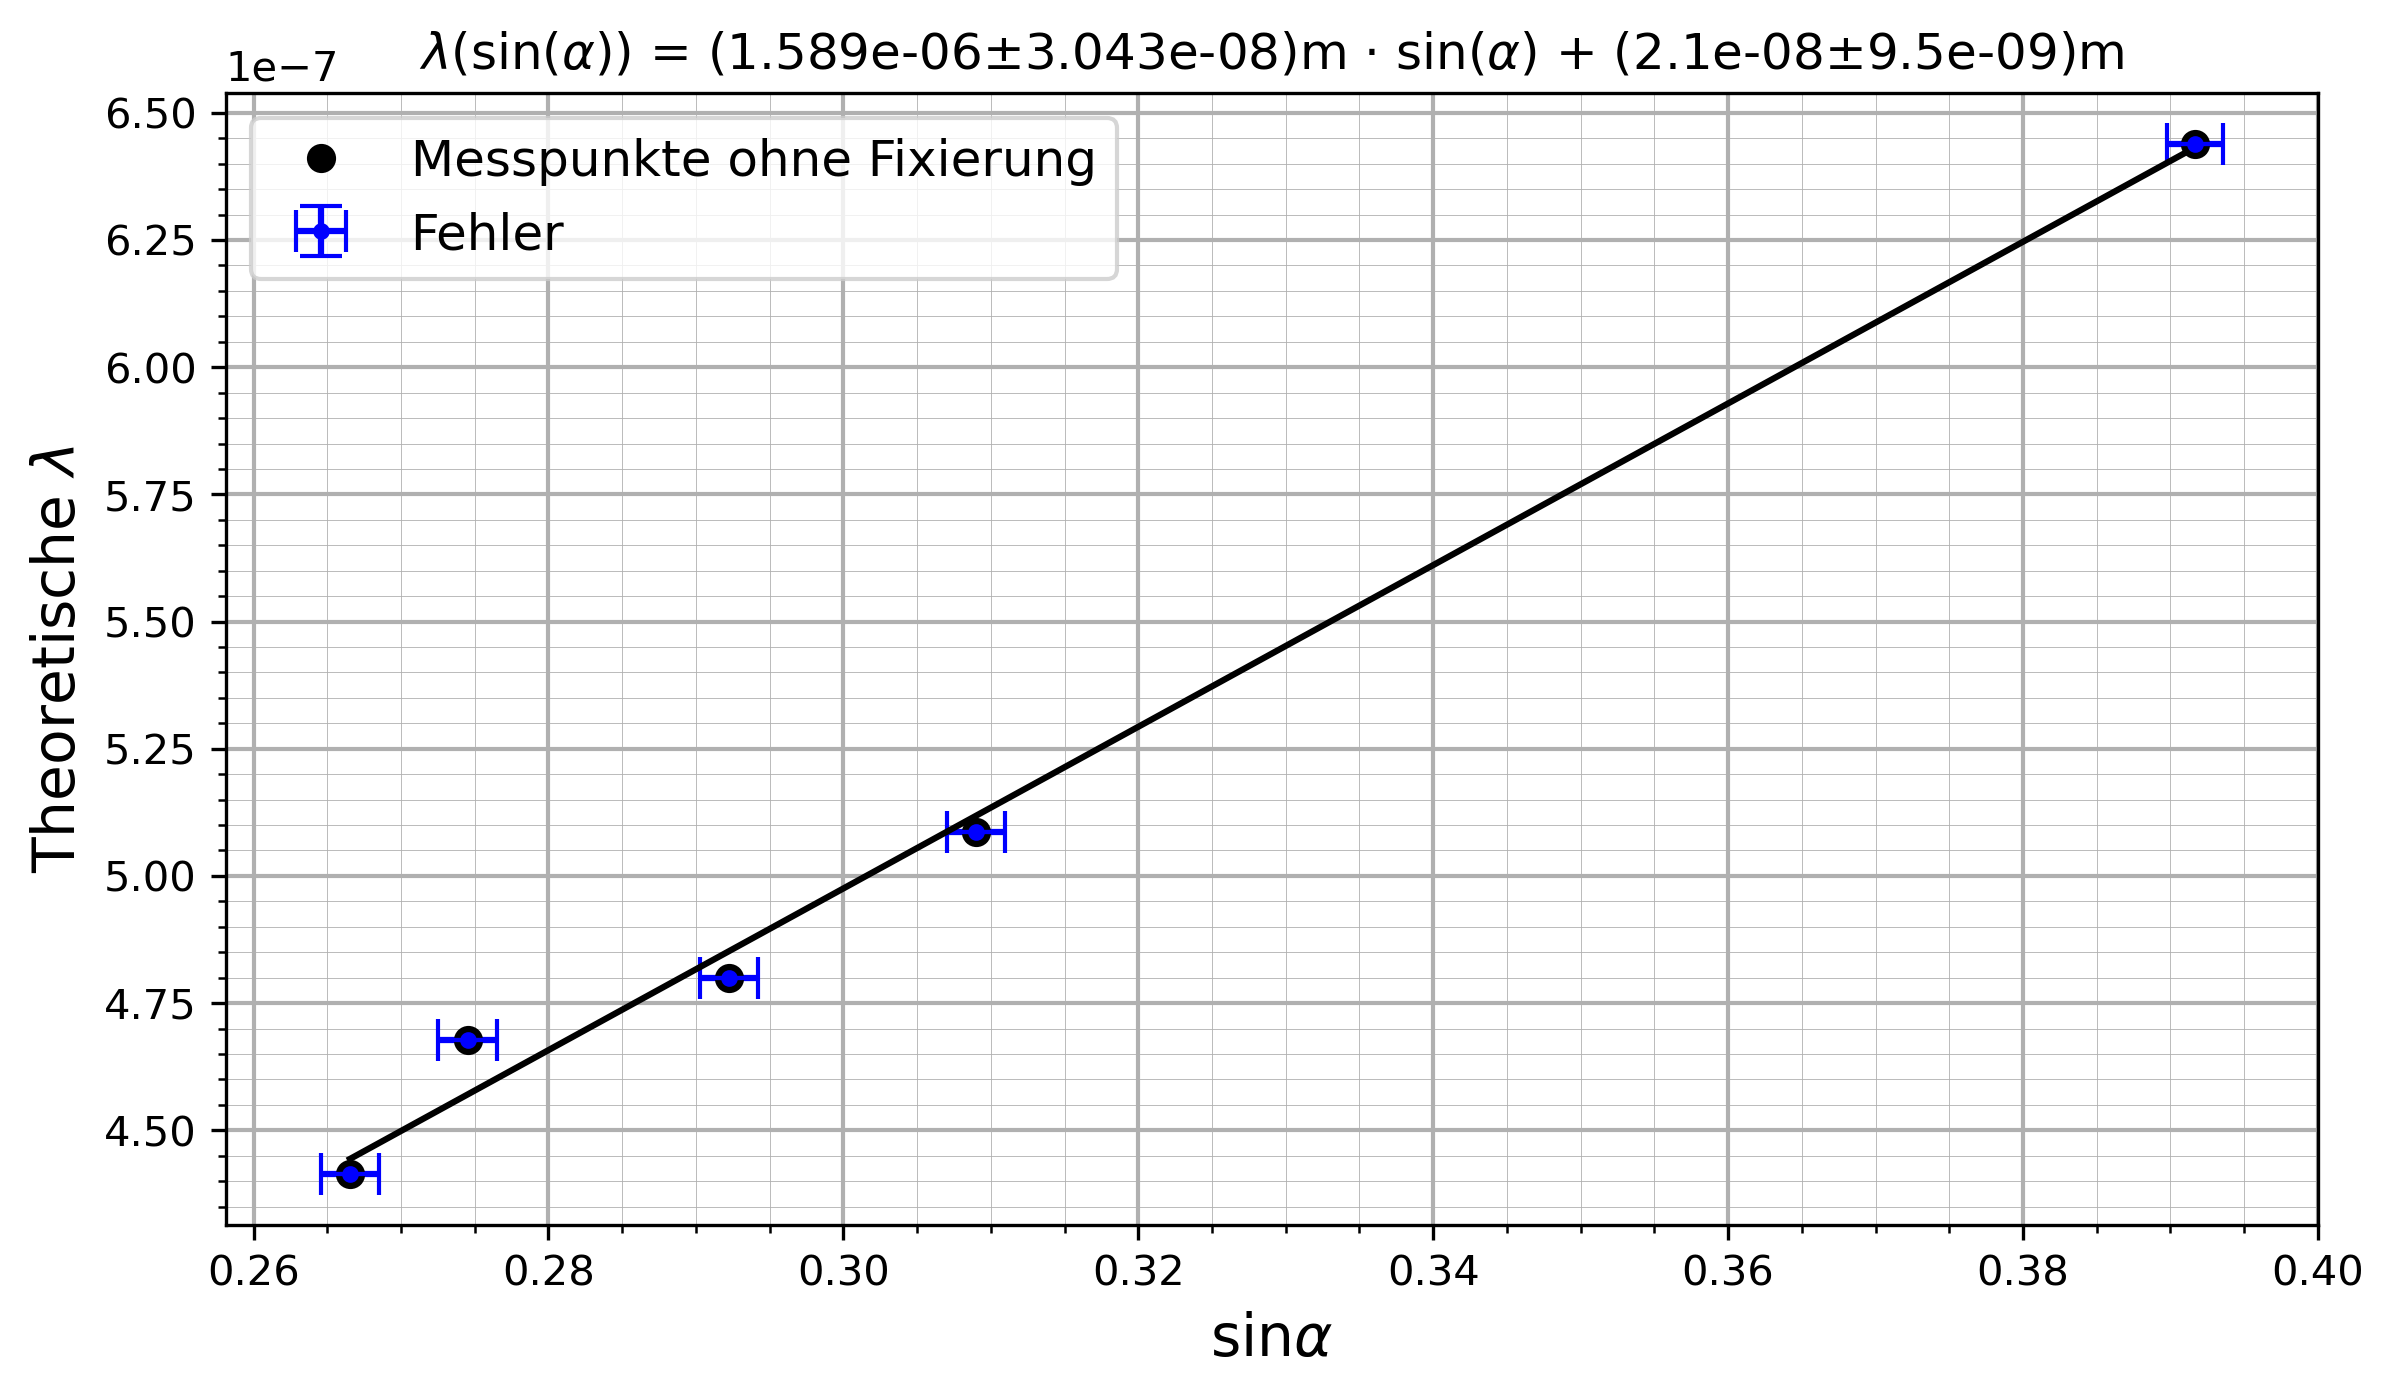 λ(sin(α)) = (1.589e-06±3.043e-08)m · sin(α) + (2.1e-08±9.5e-09)m
1e−7
6.50
6.25
6.00
5.75
5.50
5.25
5.00
4.75
4.50
Theoretische λ
Messpunkte ohne Fixierung
Fehler
0.26 0.28 0.30 0.32 0.34 0.36 0.38 0.40
sinα